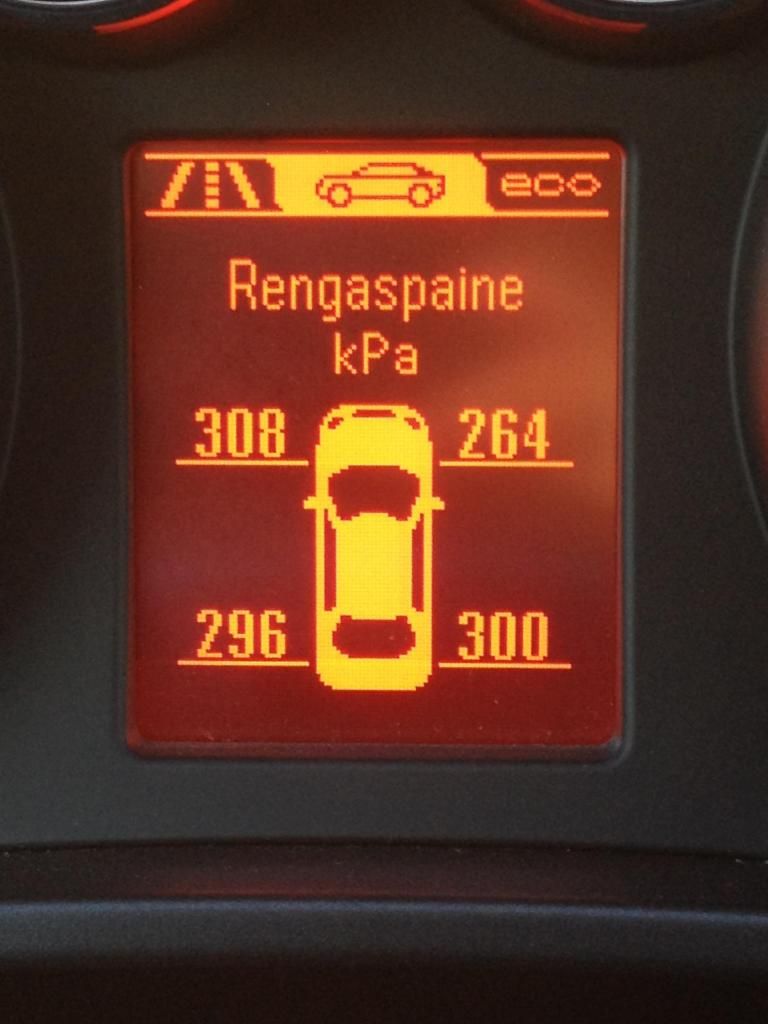 eco
Rengaspaine
kPa
308 264
296 300